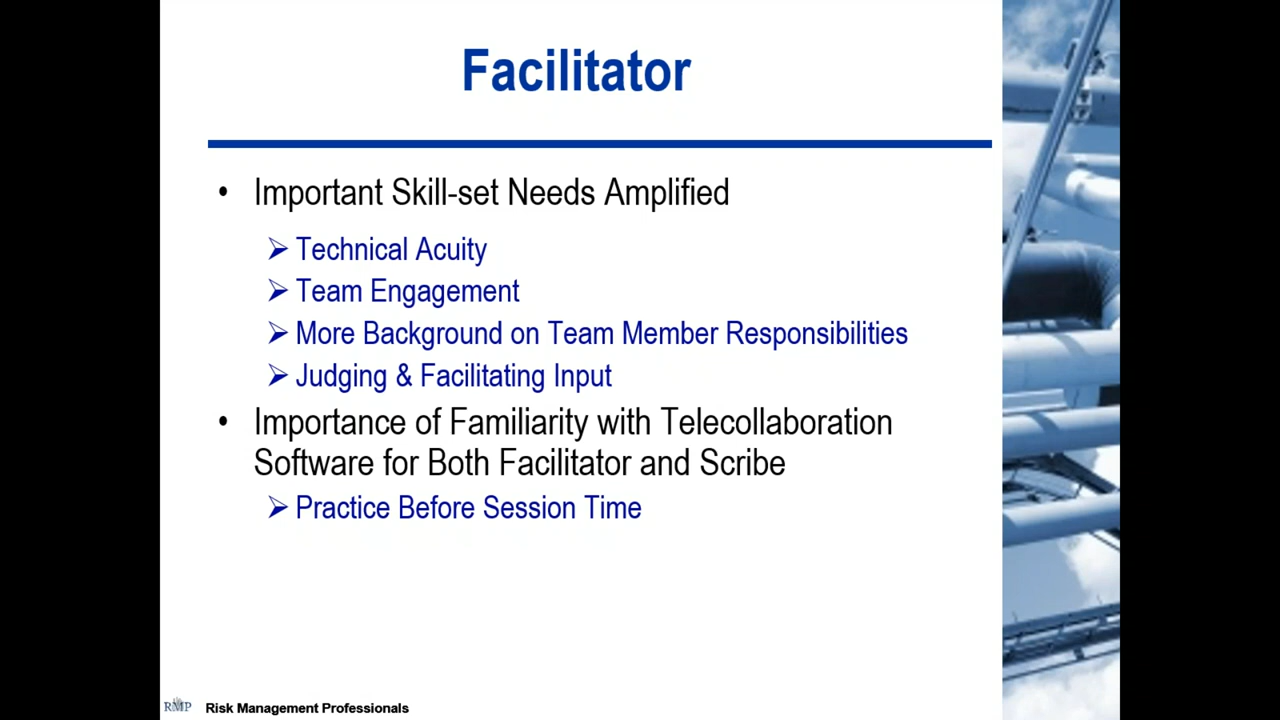 Facilitator
• Important Skill-set Needs Amplified
➢ Technical Acuity
➢ Team Engagement
➢ More Background on Team Member Responsibilities
➢ Judging & Facilitating Input
• Importance of Familiarity with Telecollaboration
Software for Both Facilitator and Scribe
➢ Practice Before Session Time
RMP Risk Management Professionals